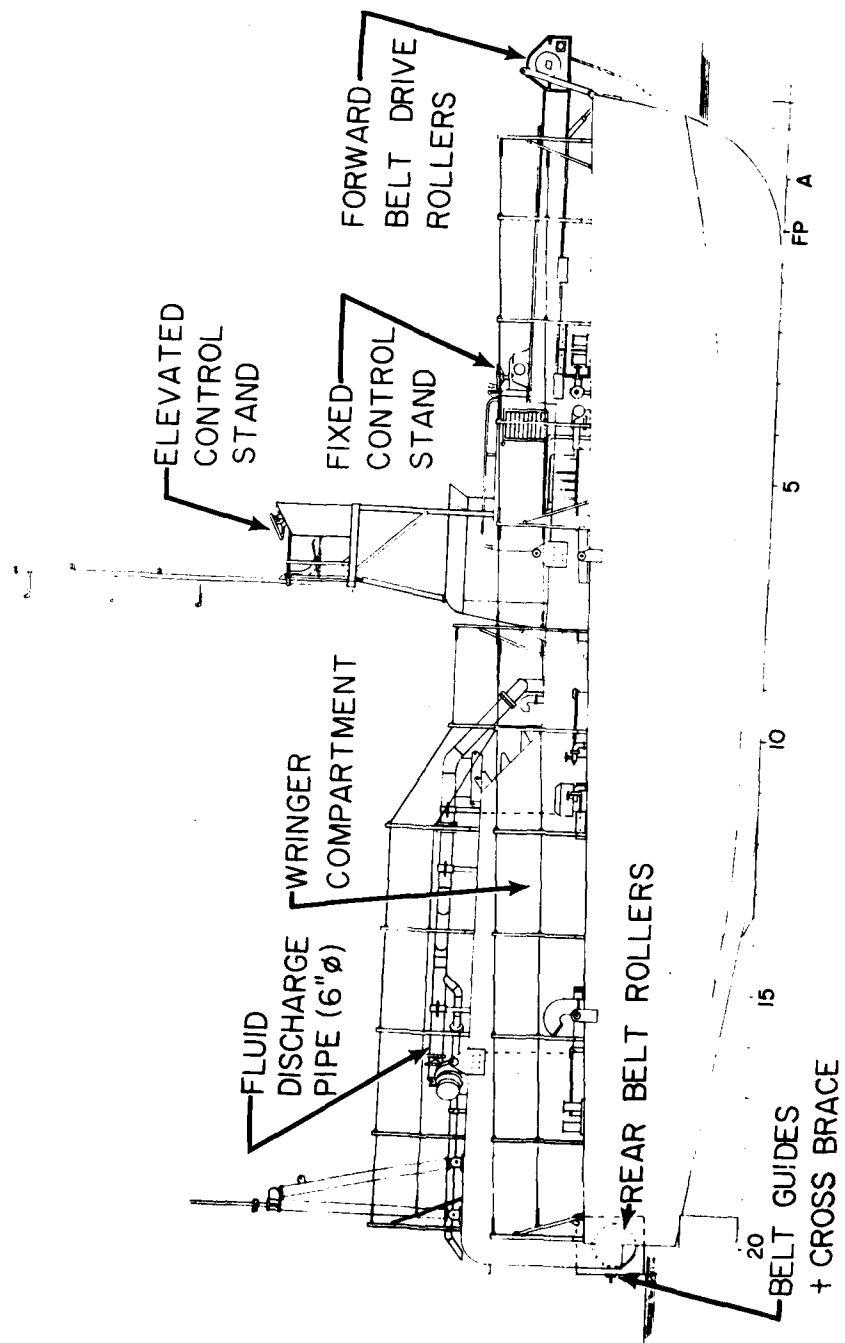 FORWARD
BELT DRIVE
ROLLERS
ELEVATED
CONTROL
STAND
FIXED
CONTROL
STAND
WRINGER
COMPARTMENT
FLUID
DISCHARGE
PIPE (6"ø)
REAR BELT ROLLERS
BELT GUIDES
+ CROSS BRACE
20
15
10
5
FP
A